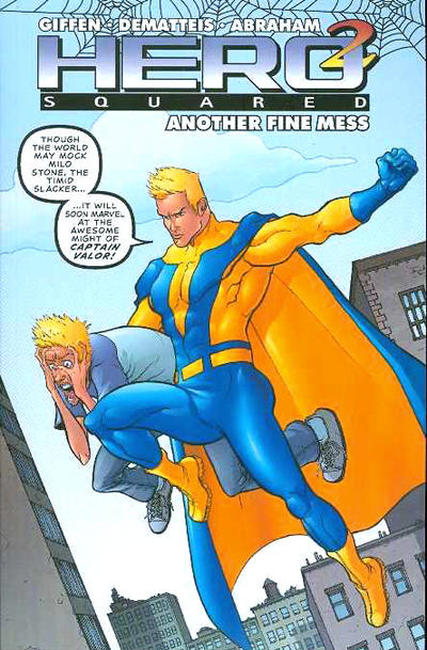 GIFFEN • DEMATTEIS • ABRAHAM
HERO 2
SQUARED
ANOTHER FINE MESS
THOUGH
THE WORLD
MAY MOCK
MILO
STONE, THE
TIMID
SLACKER...
...IT WILL
SOON MARVEL
AT THE
AWESOME
MIGHT OF
CAPTAIN
VALOR!